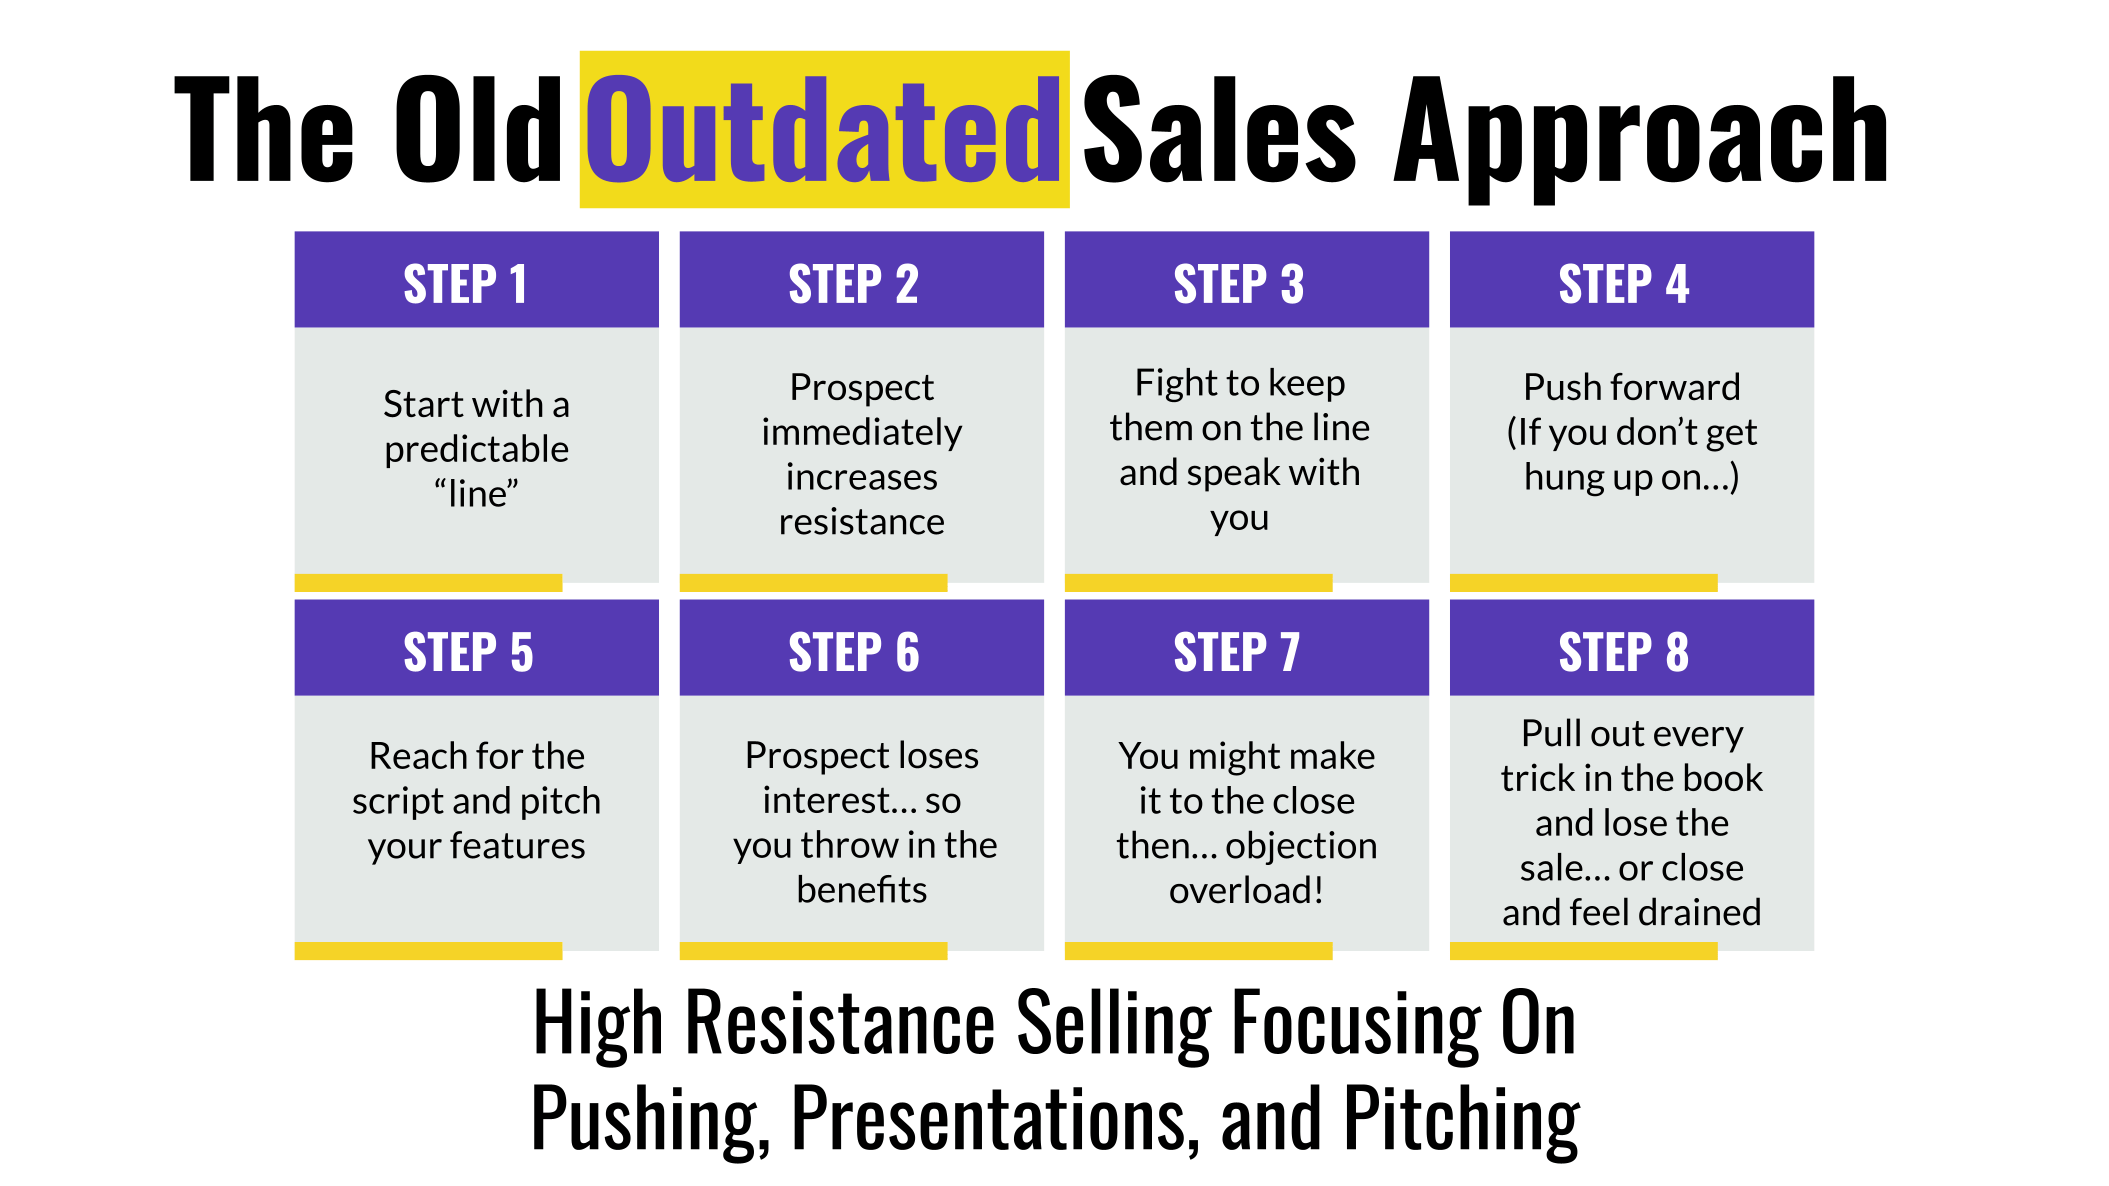 The Old Outdated Sales Approach
STEP 1
Start with a
predictable
“line”
STEP 2
Prospect
immediately
increases
resistance
STEP 3
Fight to keep
them on the line
and speak with
you
STEP 4
Push forward
(If you don’t get
hung up on...)
STEP 5
Reach for the
script and pitch
your features
STEP 6
Prospect loses
interest... so
you throw in the
benefits
STEP 7
You might make
it to the close
then... objection
overload!
STEP 8
Pull out every
trick in the book
and lose the
sale... or close
and feel drained
High Resistance Selling Focusing On
Pushing, Presentations, and Pitching